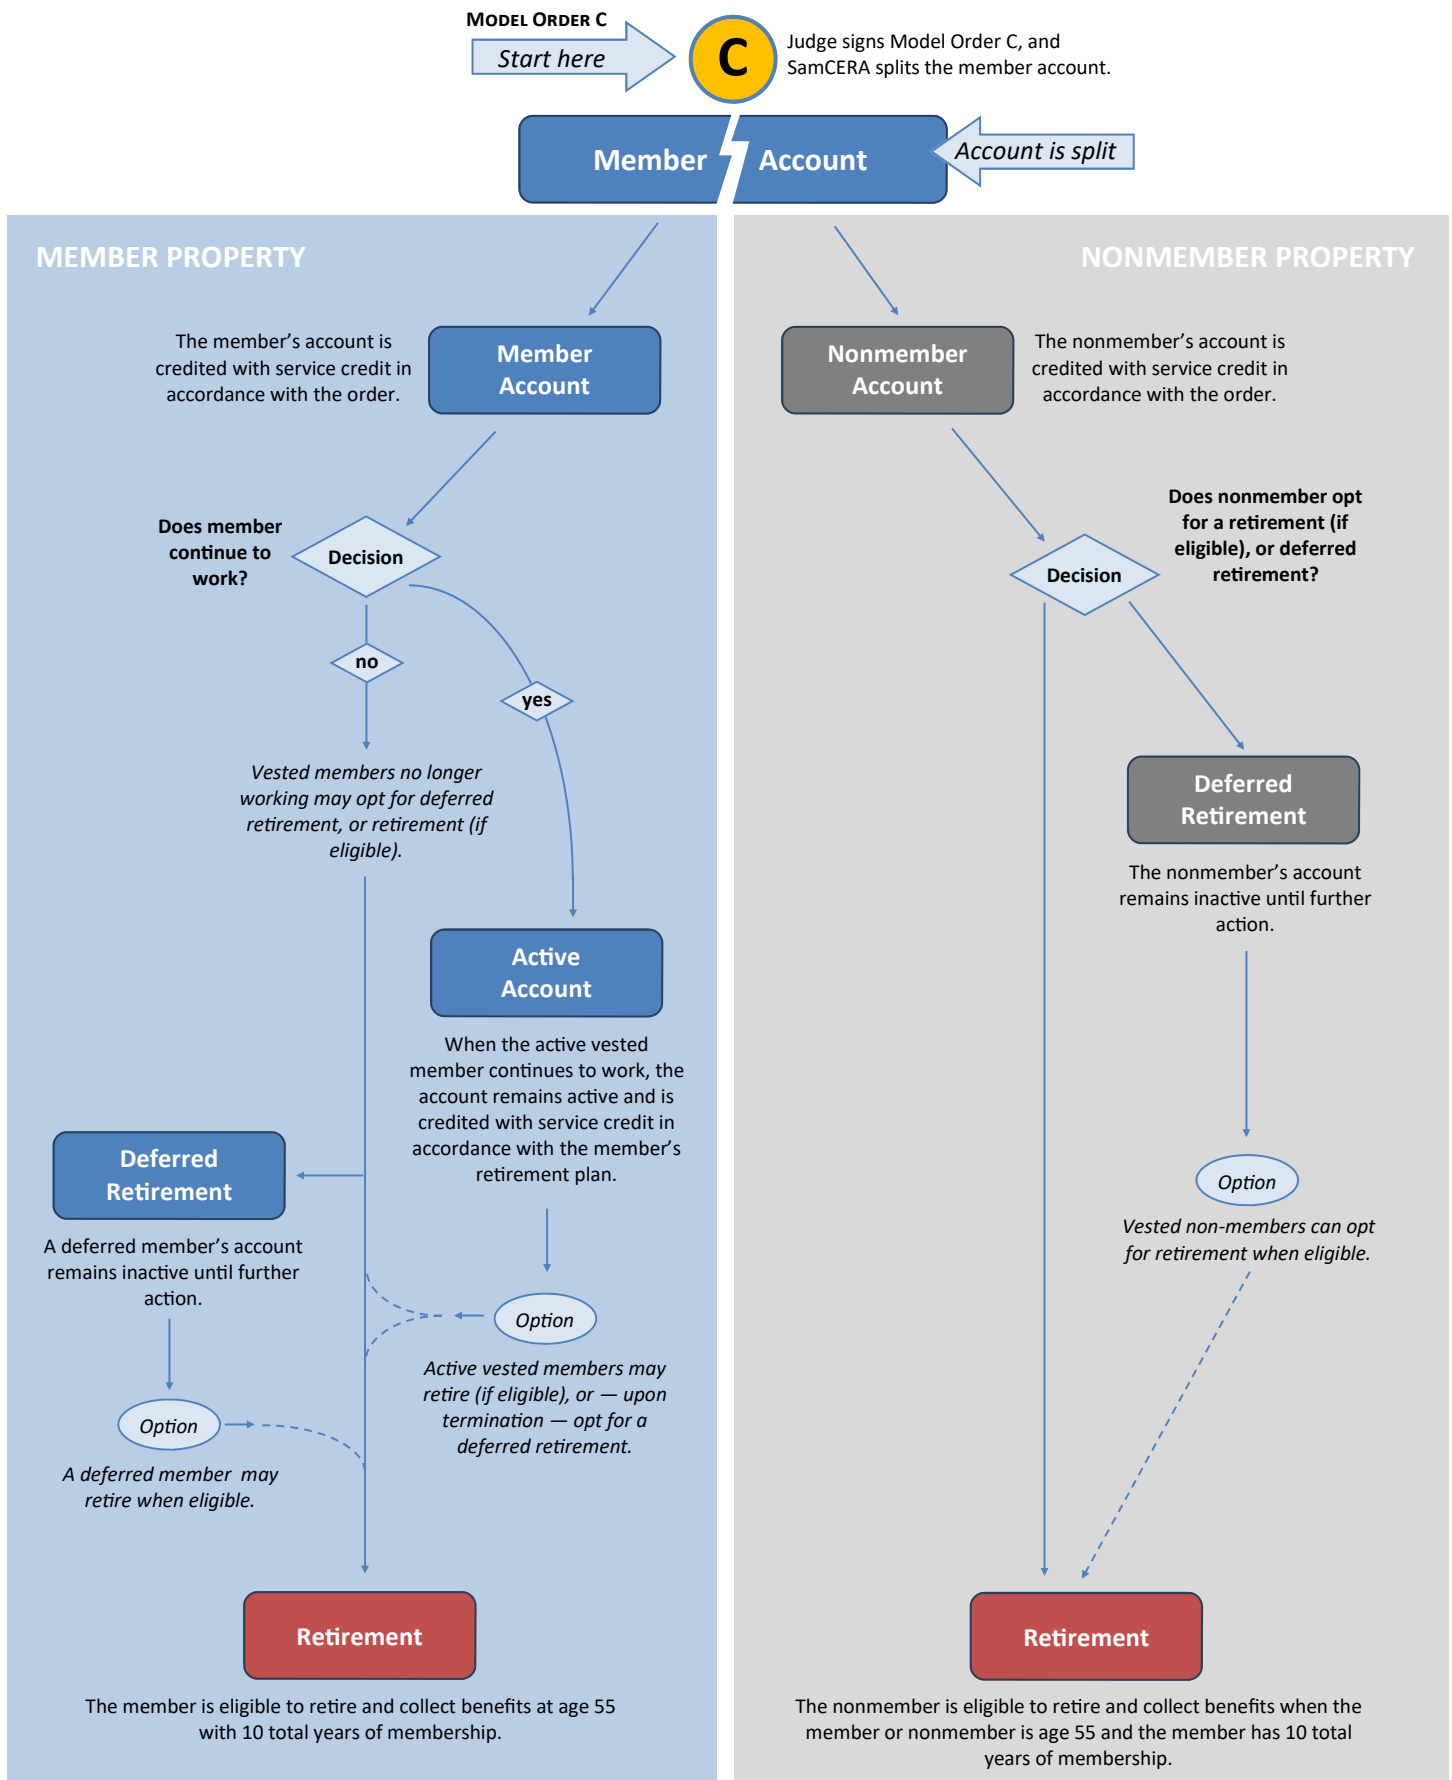 MODEL ORDER C
Start here
C
Judge signs Model Order C, and
SamCERA splits the member account.
Member Account
Account is split
MEMBER PROPERTY
The member’s account is
credited with service credit in
accordance with the order.
Member
Account
Does member
continue to
work?
Decision
no
yes
Vested members no longer
working may opt for deferred
retirement, or retirement (if
eligible).
Active
Account
When the active vested
member continues to work, the
account remains active and is
credited with service credit in
accordance with the member’s
retirement plan.
Deferred
Retirement
A deferred member’s account
remains inactive until further
action.
Option
Active vested members may
retire (if eligible), or — upon
termination — opt for a
deferred retirement.
Option
A deferred member may
retire when eligible.
Retirement
The member is eligible to retire and collect benefits at age 55
with 10 total years of membership.
NONMEMBER PROPERTY
Nonmember
Account
The nonmember’s account is
credited with service credit in
accordance with the order.
Does nonmember opt
for a retirement (if
eligible), or deferred
retirement?
Decision
Deferred
Retirement
The nonmember’s account
remains inactive until further
action.
Option
Vested non-members can opt
for retirement when eligible.
Retirement
The nonmember is eligible to retire and collect benefits when the
member or nonmember is age 55 and the member has 10 total
years of membership.